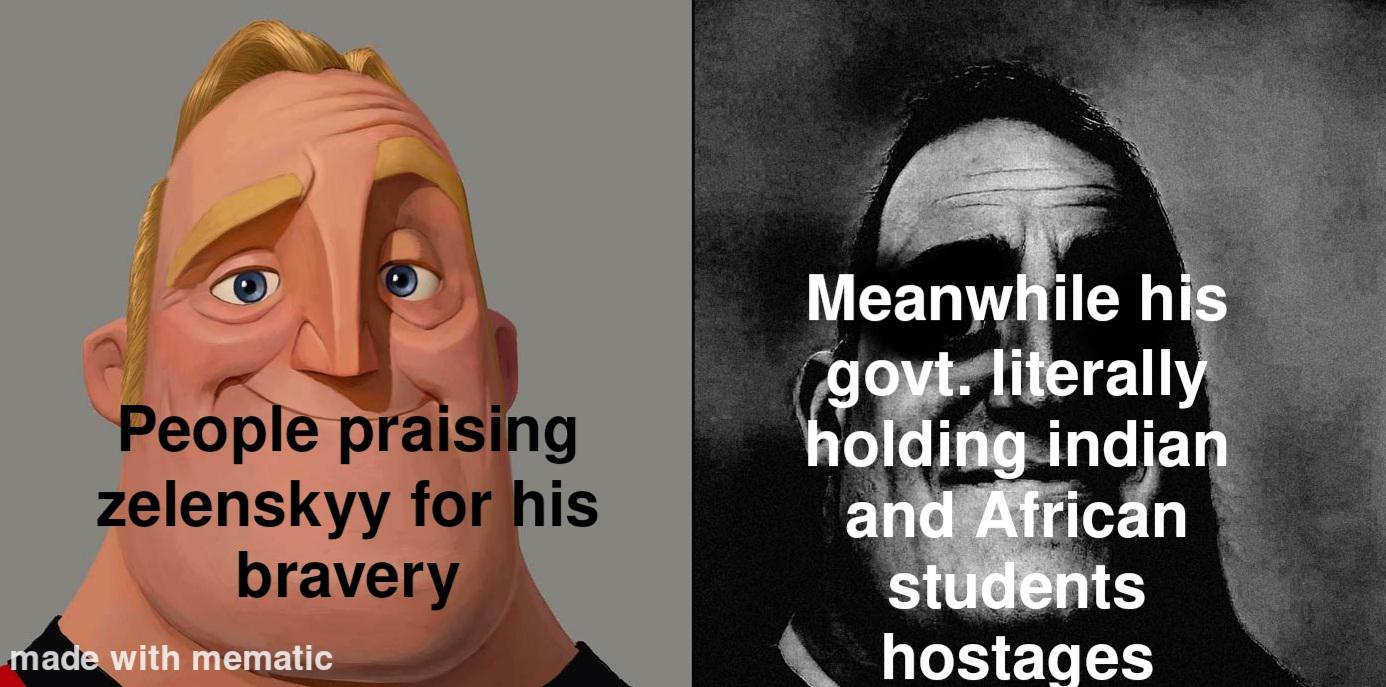 People praising
zelenskyy for his
bravery
made with mematic
Meanwhile his
govt. literally
holding indian
and African
students
hostages